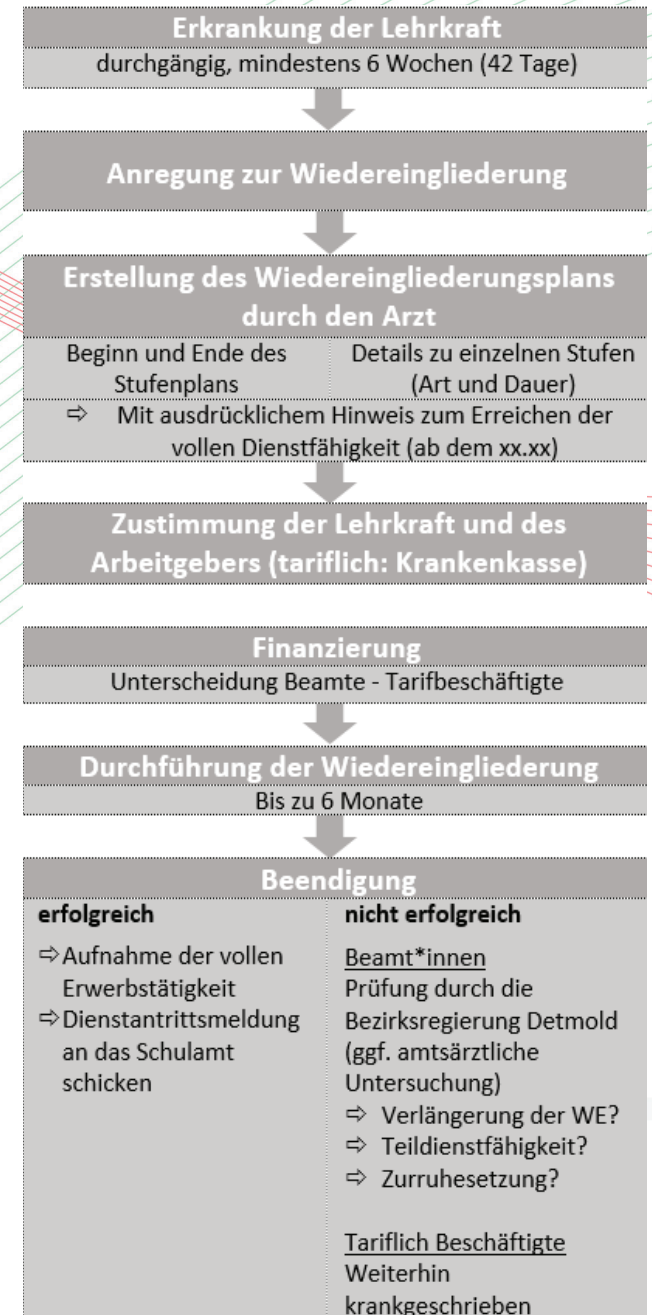 Erkrankung der Lehrkraft
durchgängig, mindestens 6 Wochen (42 Tage)
Anregung zur Wiedereingliederung
Erstellung des Wiedereingliederungsplans
durch den Arzt
Beginn und Ende des
Stufenplans
Details zu einzelnen Stufen
(Art und Dauer)
⇨ Mit ausdrücklichem Hinweis zum Erreichen der
vollen Dienstfähigkeit (ab dem xx.xx)
Zustimmung der Lehrkraft und des
Arbeitgebers (tariflich: Krankenkasse)
Finanzierung
Unterscheidung Beamte - Tarifbeschäftigte
Durchführung der Wiedereingliederung
Bis zu 6 Monate
Beendigung
erfolgreich
⇨Aufnahme der vollen
Erwerbstätigkeit
⇨Dienstantrittsmeldung
an das Schulamt
schicken
nicht erfolgreich
Beamt*innen
Prüfung durch die
Bezirksregierung Detmold
(ggf. amtsärztliche
Untersuchung)
⇨ Verlängerung der WE?
⇨ Teildienstfähigkeit?
⇨ Zurruhesetzung?
Tariflich Beschäftigte
Weiterhin
krankgeschrieben